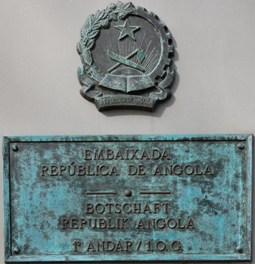 EMBAIXADA
REPÚBLICA DE ANGOLA
BOTSCHAFT
REPUBLIK ANGOLA
1º ANDAR / 1.O.G.